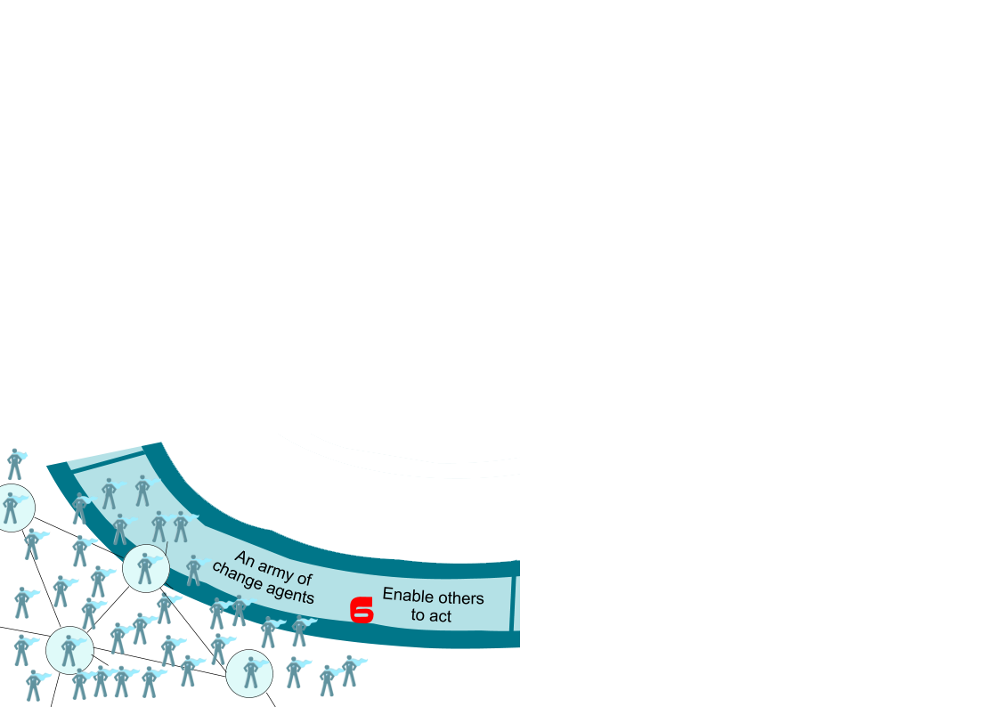 An army of
change agents
6
Enable others
to act